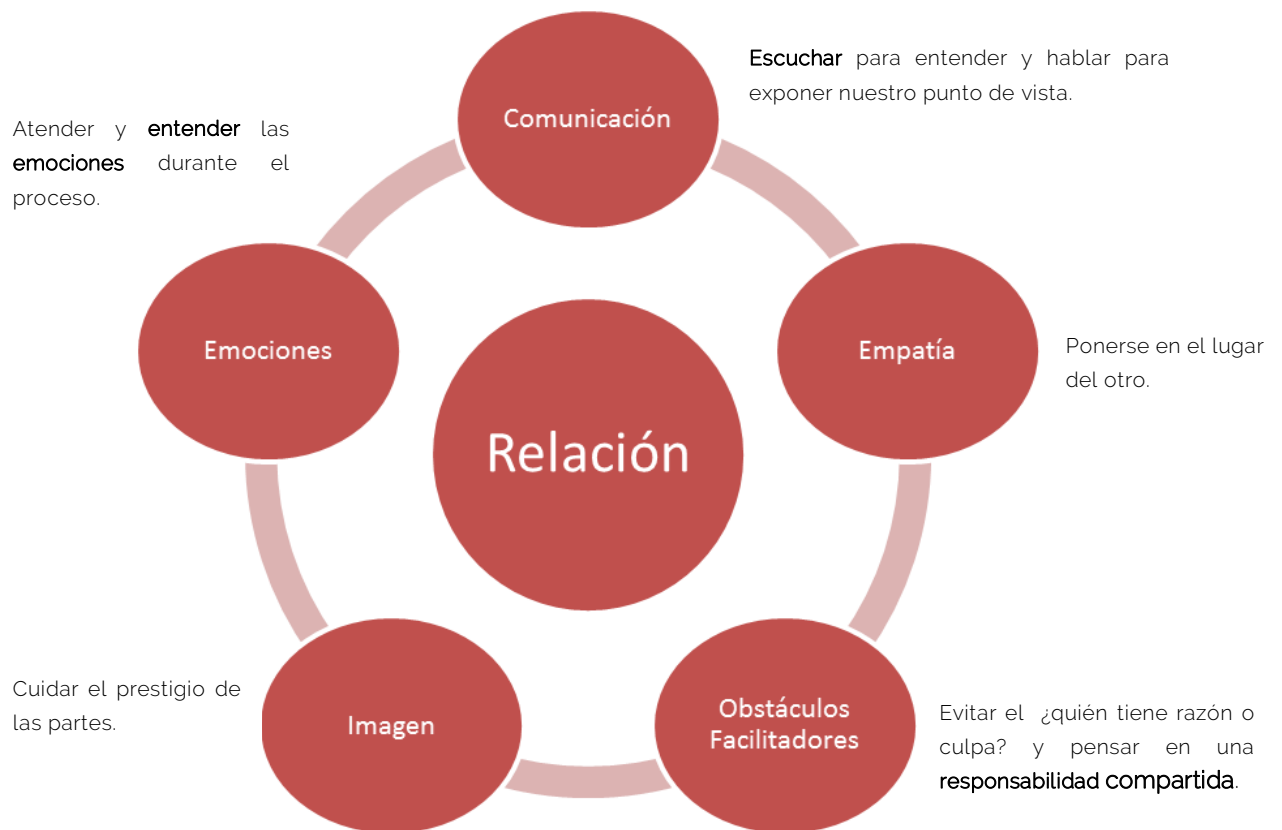 Comunicación
Escuchar para entender y hablar para
exponer nuestro punto de vista.
Atender y entender las
emociones durante el
proceso.
Emociones
Empatía
Ponerse en el lugar
del otro.
Relación
Cuidar el prestigio de
las partes.
Imagen
Obstáculos
Facilitadores
Evitar el ¿quién tiene razón o
culpa? y pensar en una
responsabilidad compartida.